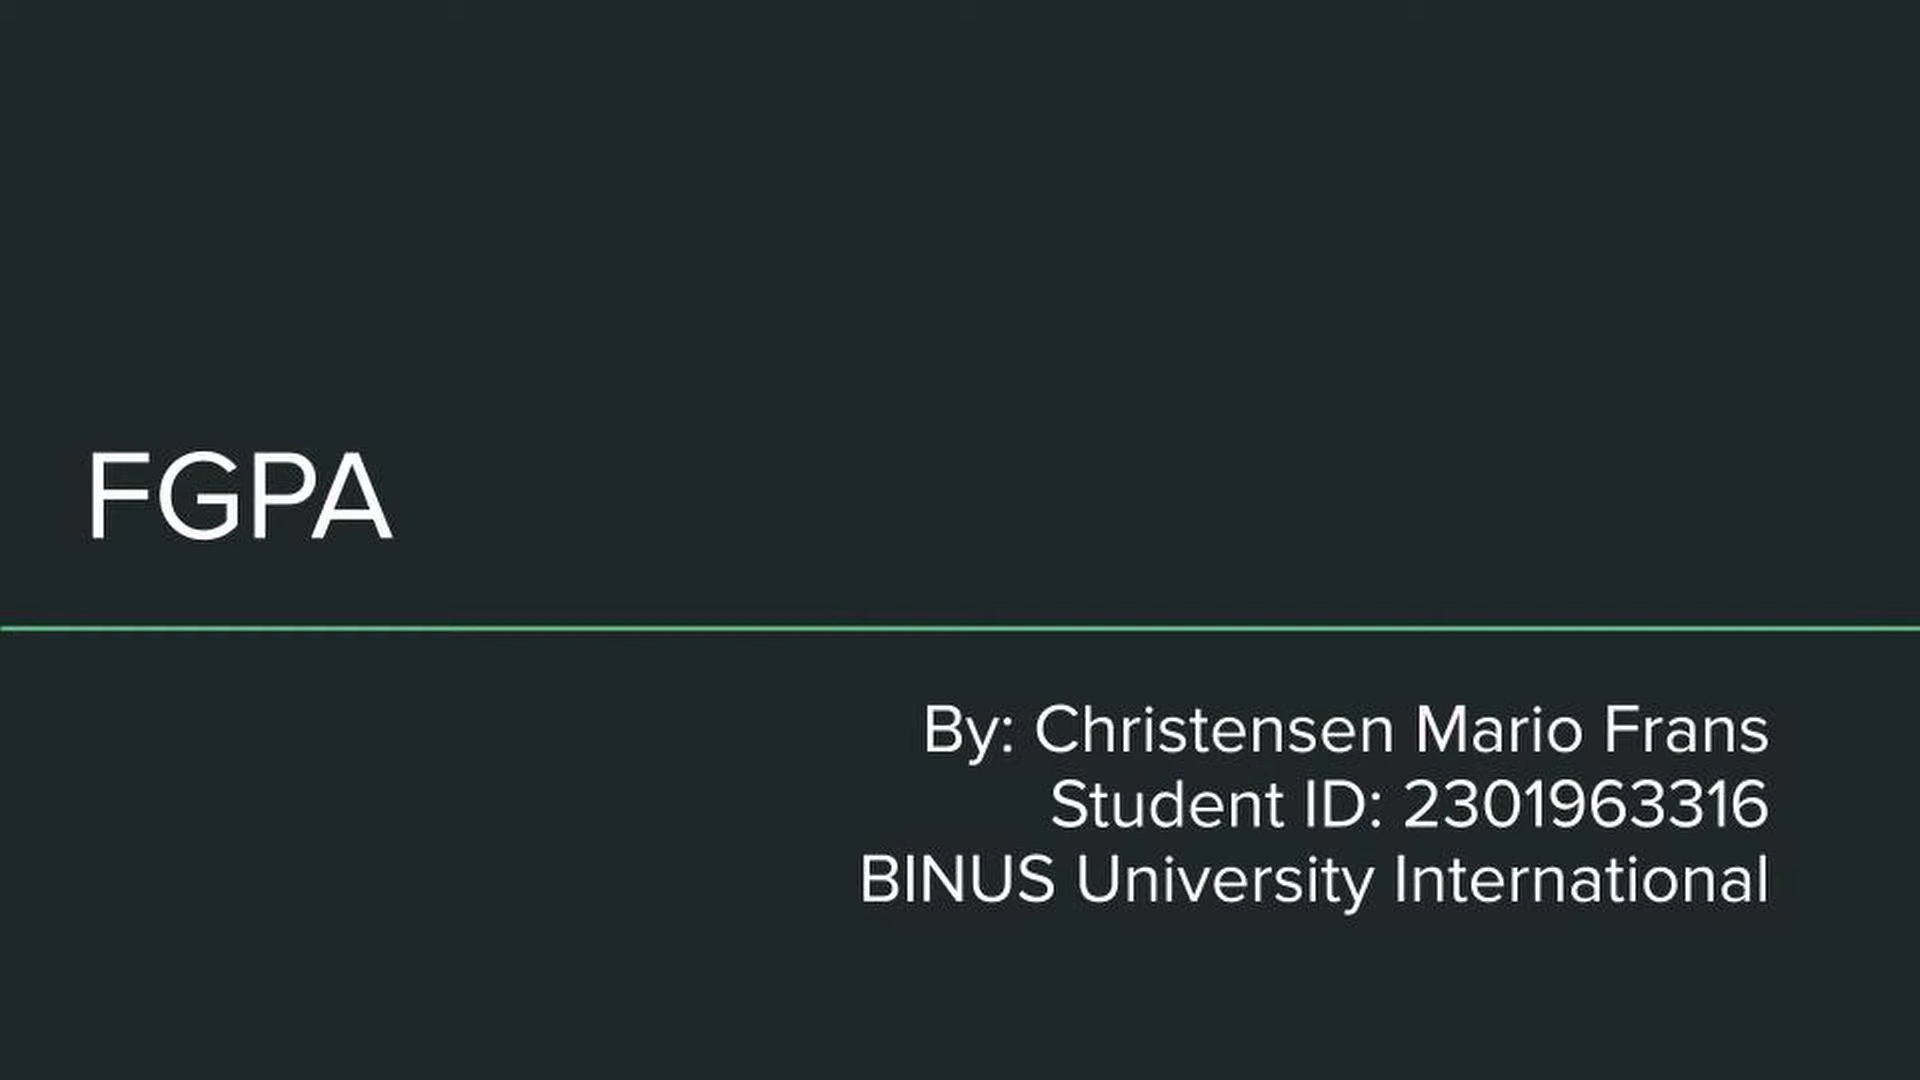 FGPA
By: Christensen Mario Frans
Student ID: 2301963316
BINUS University International